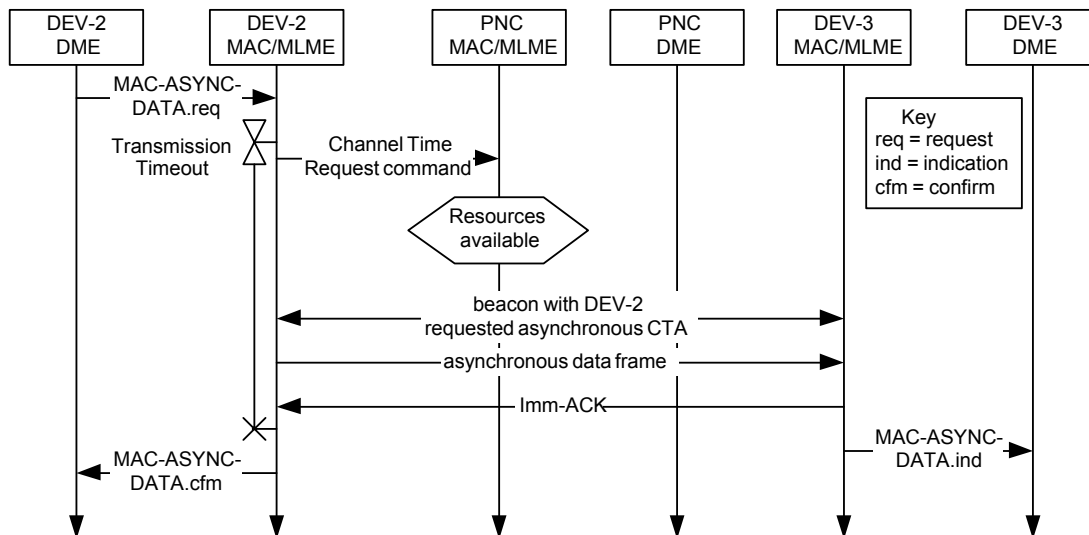 DEV-2
DME
DEV-2
MAC/MLME
PNC
MAC/MLME
PNC
DME
DEV-3
MAC/MLME
DEV-3
DME
MAC-ASYNC-
DATA.req
Key
req = request
ind = indication
cfm = confirm
Transmission
Timeout
Channel Time
Request command
Resources
available
beacon with DEV-2
requested asynchronous CTA
asynchronous data frame
Imm-ACK
MAC-ASYNC-
DATA.ind
MAC-ASYNC-
DATA.cfm